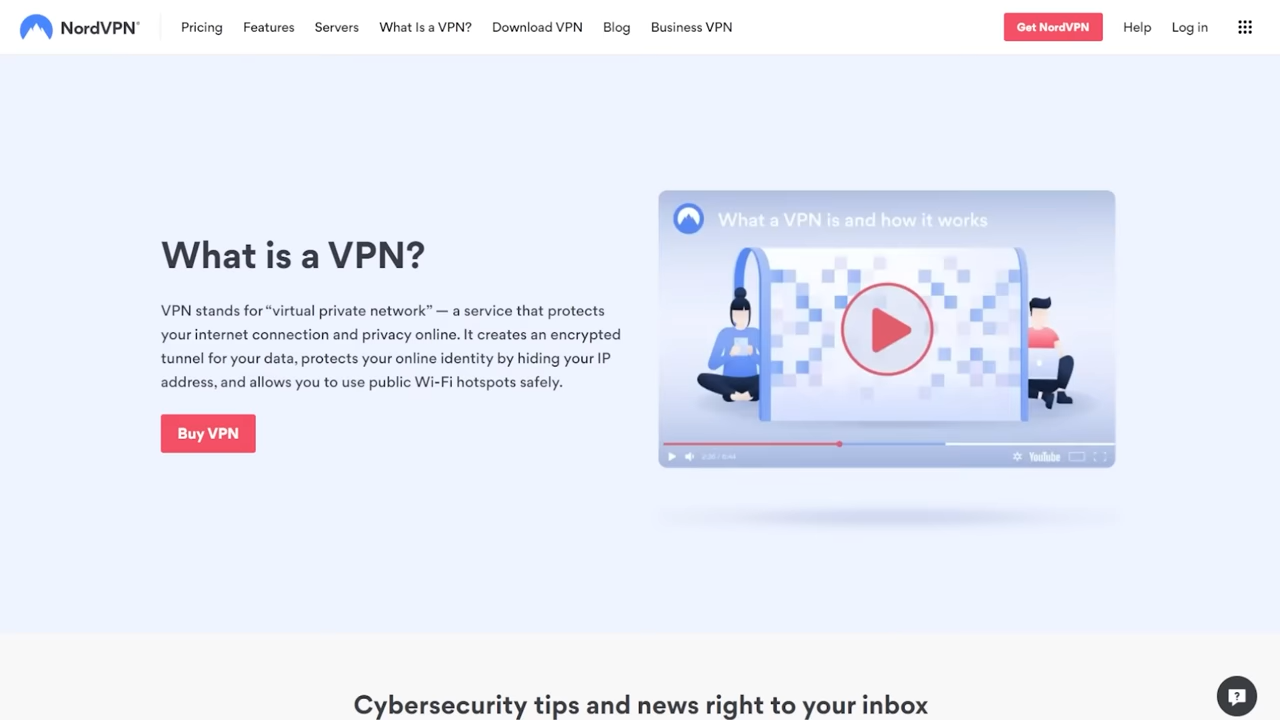 NordVPN®
Pricing
Features
Servers
What Is a VPN?
Download VPN
Blog
Business VPN
Get NordVPN
Help
Log in
What is a VPN?
VPN stands for “virtual private network” — a service that protects
your internet connection and privacy online. It creates an encrypted
tunnel for your data, protects your online identity by hiding your IP
address, and allows you to use public Wi-Fi hotspots safely.
Buy VPN
What a VPN is and how it works
YouTube
Cybersecurity tips and news right to your inbox